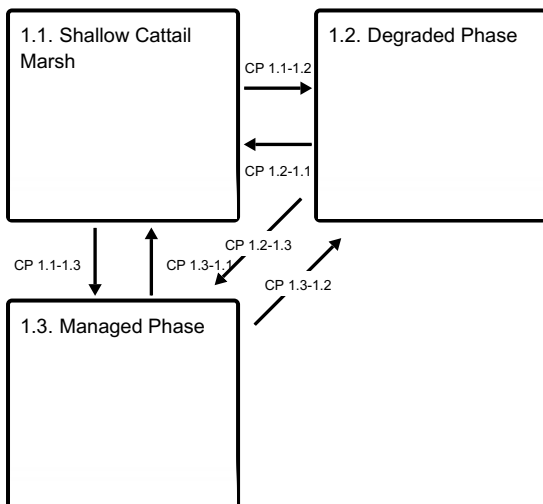 1.1. Shallow Cattail
Marsh
1.2. Degraded Phase
CP 1.1-1.2
CP 1.2-1.1
CP 1.2-1.3
CP 1.1-1.3
CP 1.3-1.1
CP 1.3-1.2
1.3. Managed Phase